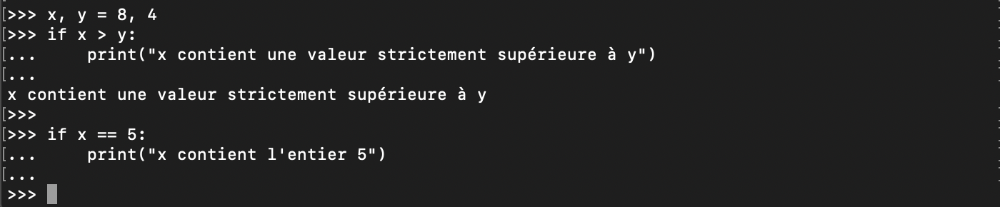 [>>> x, y = 8, 4
[>>> if x > y:
[...     print("x contient une valeur strictement supérieure à y")
[...
x contient une valeur strictement supérieure à y
[>>>
[>>> if x == 5:
[...     print("x contient l'entier 5")
[...
>>>